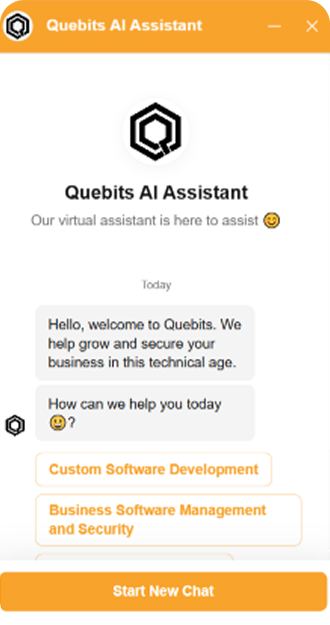 Quebits AI Assistant
Quebits AI Assistant
Our virtual assistant is here to assist 😊
Today
Hello, welcome to Quebits. We
help grow and secure your
business in this technical age.
How can we help you today
😀?
Custom Software Development
Business Software Management
and Security
Start New Chat